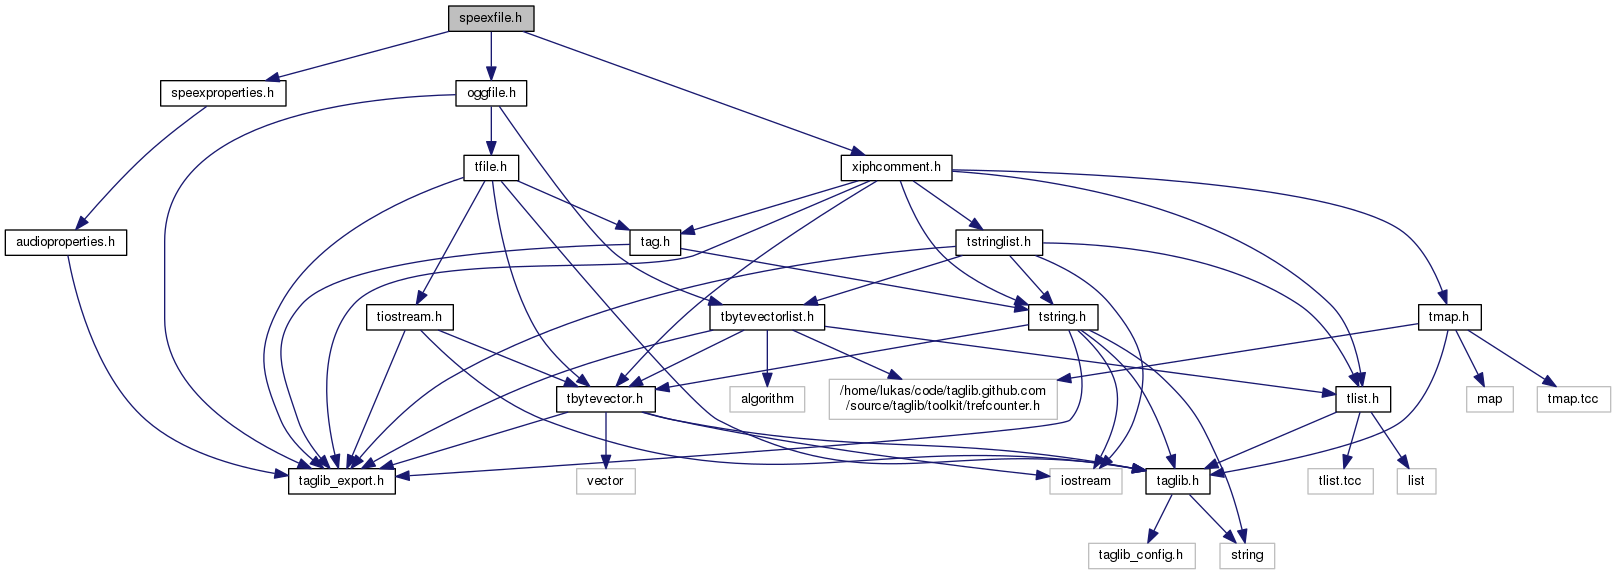 speexfile.h
speexproperties.h
oggfile.h
tfile.h
xiphcomment.h
audioproperties.h
tag.h
tstringlist.h
tiostream.h
tbytevectorlist.h
tstring.h
tmap.h
tbytevector.h
algorithm
/home/lukas/code/taglib.github.com
/source/taglib/toolkit/trefcounter.h
tlist.h
map
tmap.tcc
taglib_export.h
vector
iostream
taglib.h
tlist.tcc
list
taglib_config.h
string